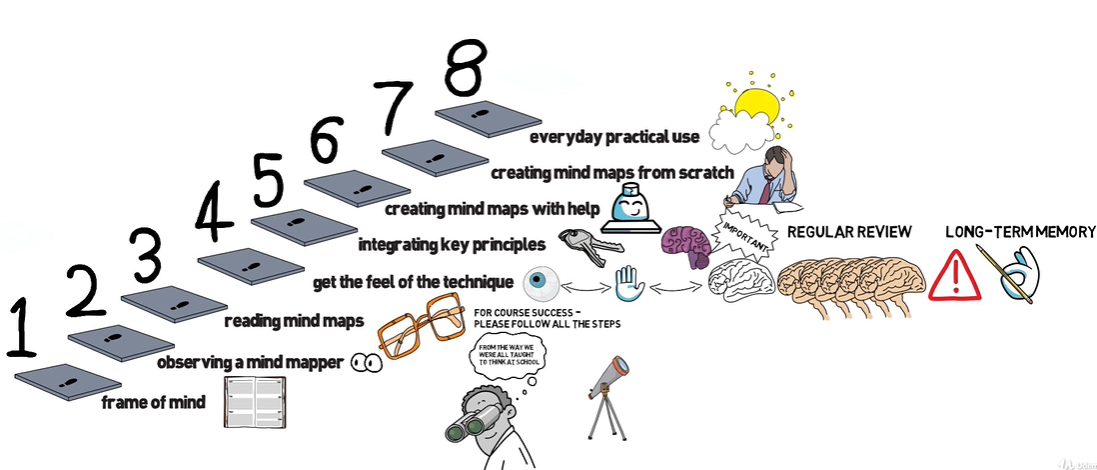 8
everyday practical use
7
creating mind maps from scratch
6
creating mind maps with help
5
integrating key principles
IMPORTANT
REGULAR REVIEW
LONG-TERM MEMORY
4
get the feel of the technique
3
reading mind maps
FOR COURSE SUCCESS -
PLEASE FOLLOW ALL THE STEPS
2
observing a mind mapper
FROM THE WAY WE
WERE ALL TAUGHT
TO THINK AT SCHOOL
1
frame of mind